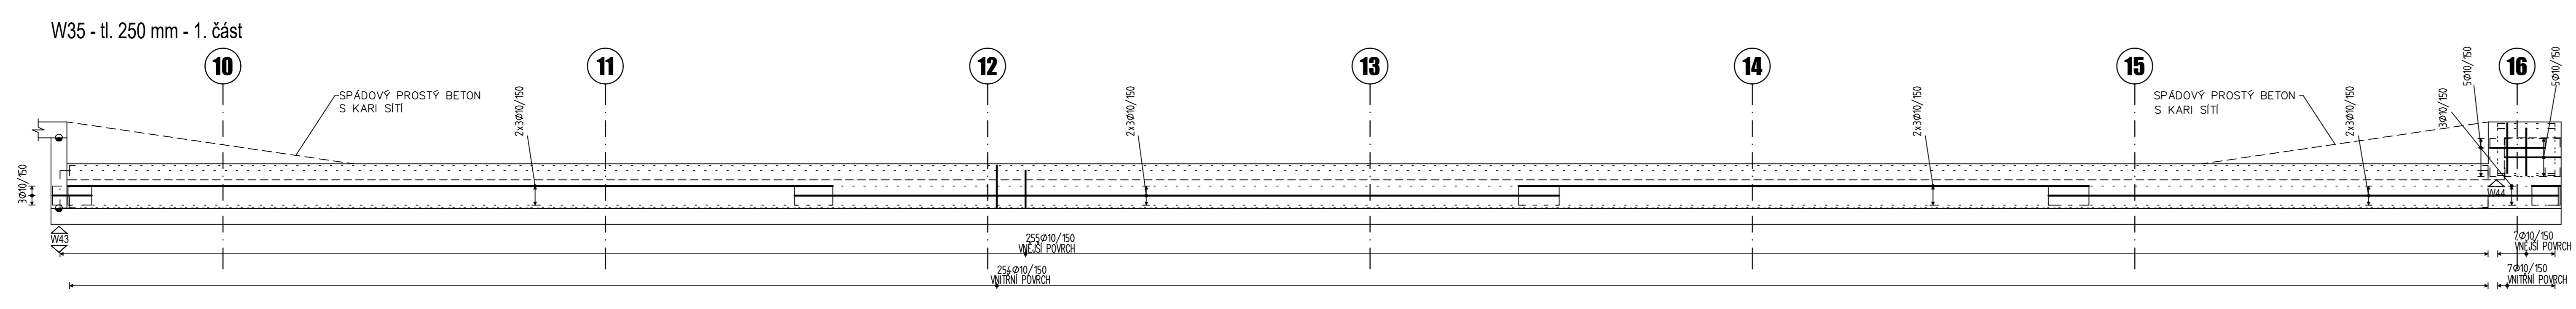 W35 - tl. 250 mm - 1. část
10
11
12
13
14
15
16
SPÁDOVÝ PROSTÝ BETON
S KARI SÍTÍ
2x3Ø10/150
2x3Ø10/150
2x3Ø10/150
SPÁDOVÝ PROSTÝ BETON
S KARI SÍTÍ
2x3Ø10/150
3Ø10/150
5Ø10/150
5Ø10/150
3Ø10/150
W44
W43
255Ø10/150
VNĚJŠÍ POVRCH
7Ø10/150
VNĚJŠÍ POVRCH
254Ø10/150
VNITŘNÍ POVRCH
7Ø10/150
VNITŘNÍ POVRCH